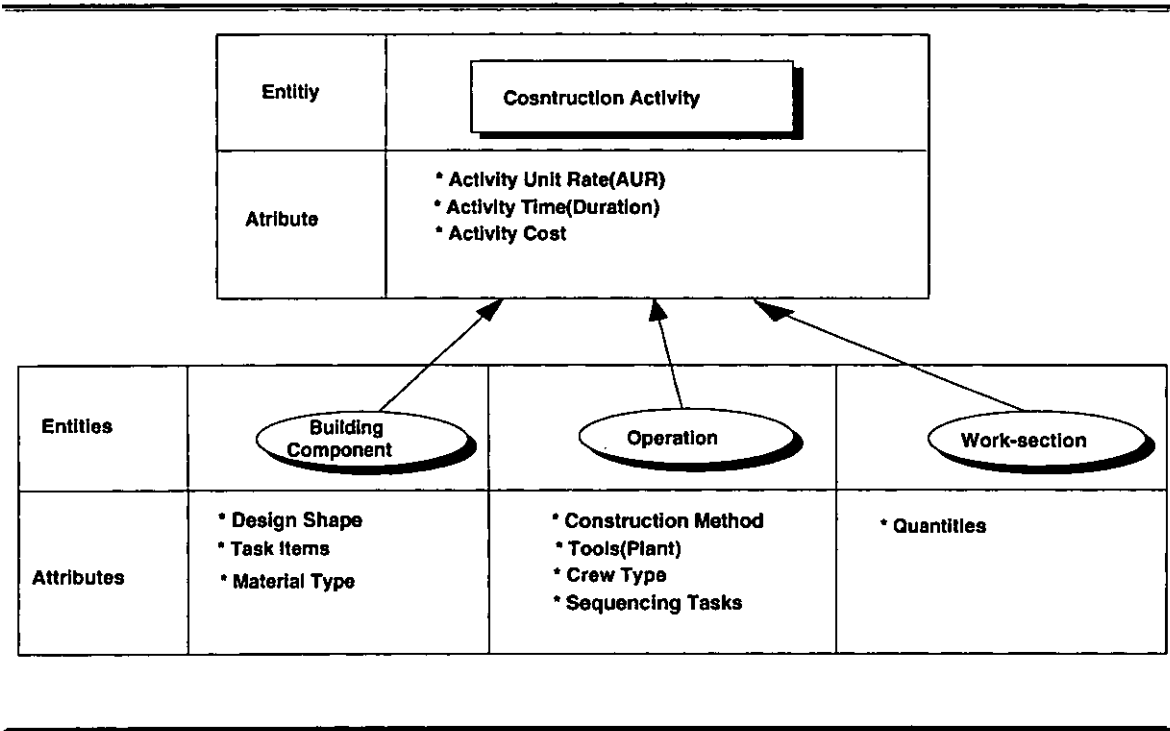 Entitiy
Cosntruction Activity
Atribute
* Activity Unit Rate(AUR)
* Activity Time(Duration)
* Activity Cost
Entities
Building
Component
Operation
Work-section
Attributes
* Design Shape
* Task Items
* Material Type
* Construction Method
* Tools(Plant)
* Crew Type
* Sequencing Tasks
* Quantities